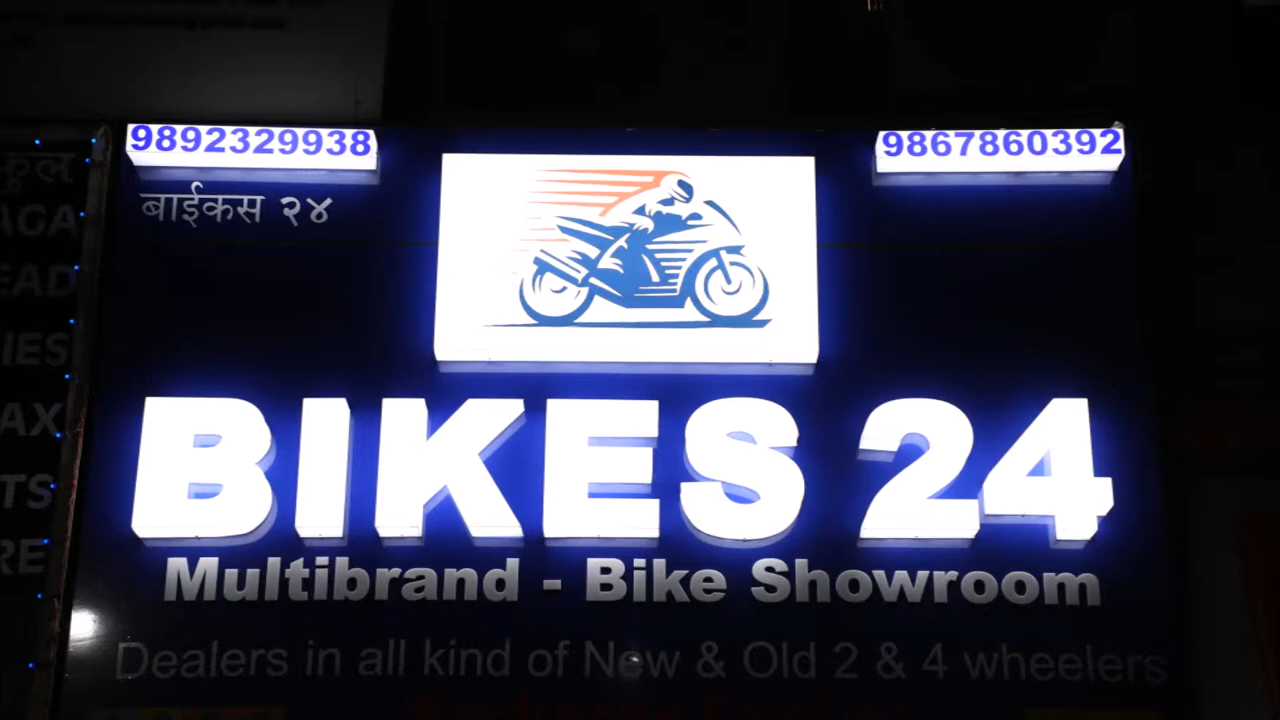 9892329938
9867860392
बाईकस २४
BIKES 24
Multibrand - Bike Showroom
Dealers in all kind of New & Old 2 & 4 wheelers